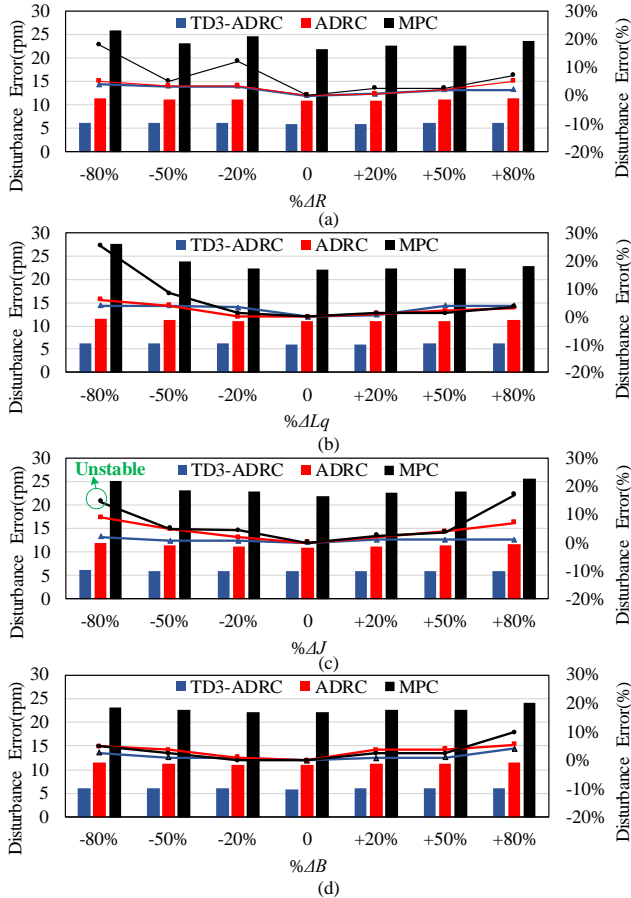 TD3-ADRC ADRC MPC
Disturbance Error(rpm)
30
25
20
15
10
5
0
30%
20%
10%
0%
-10%
-20%
Disturbance Error(%)
-80% -50% -20% 0 +20% +50% +80%
%ΔR
(a)
TD3-ADRC ADRC MPC
Disturbance Error(rpm)
30
25
20
15
10
5
0
30%
20%
10%
0%
-10%
-20%
Disturbance Error(%)
-80% -50% -20% 0 +20% +50% +80%
%ΔLq
(b)
Unstable
TD3-ADRC ADRC MPC
Disturbance Error(rpm)
30
25
20
15
10
5
0
30%
20%
10%
0%
-10%
-20%
Disturbance Error(%)
-80% -50% -20% 0 +20% +50% +80%
%ΔJ
(c)
TD3-ADRC ADRC MPC
Disturbance Error(rpm)
30
25
20
15
10
5
0
30%
20%
10%
0%
-10%
-20%
Disturbance Error(%)
-80% -50% -20% 0 +20% +50% +80%
%ΔB
(d)